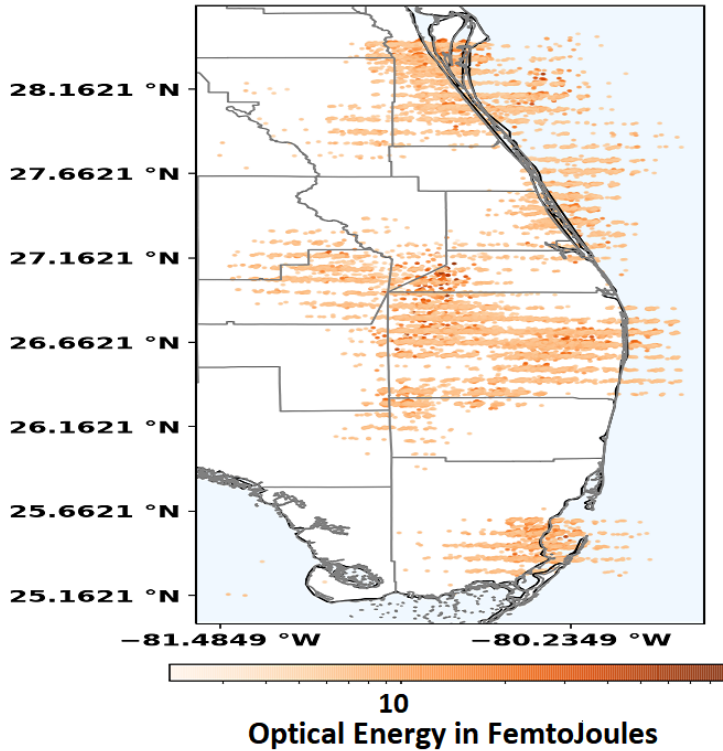 28.1621 °N
27.6621 °N
27.1621 °N
26.6621 °N
26.1621 °N
25.6621 °N
25.1621 °N
−81.4849 °W −80.2349 °W
10
Optical Energy in FemtoJoules